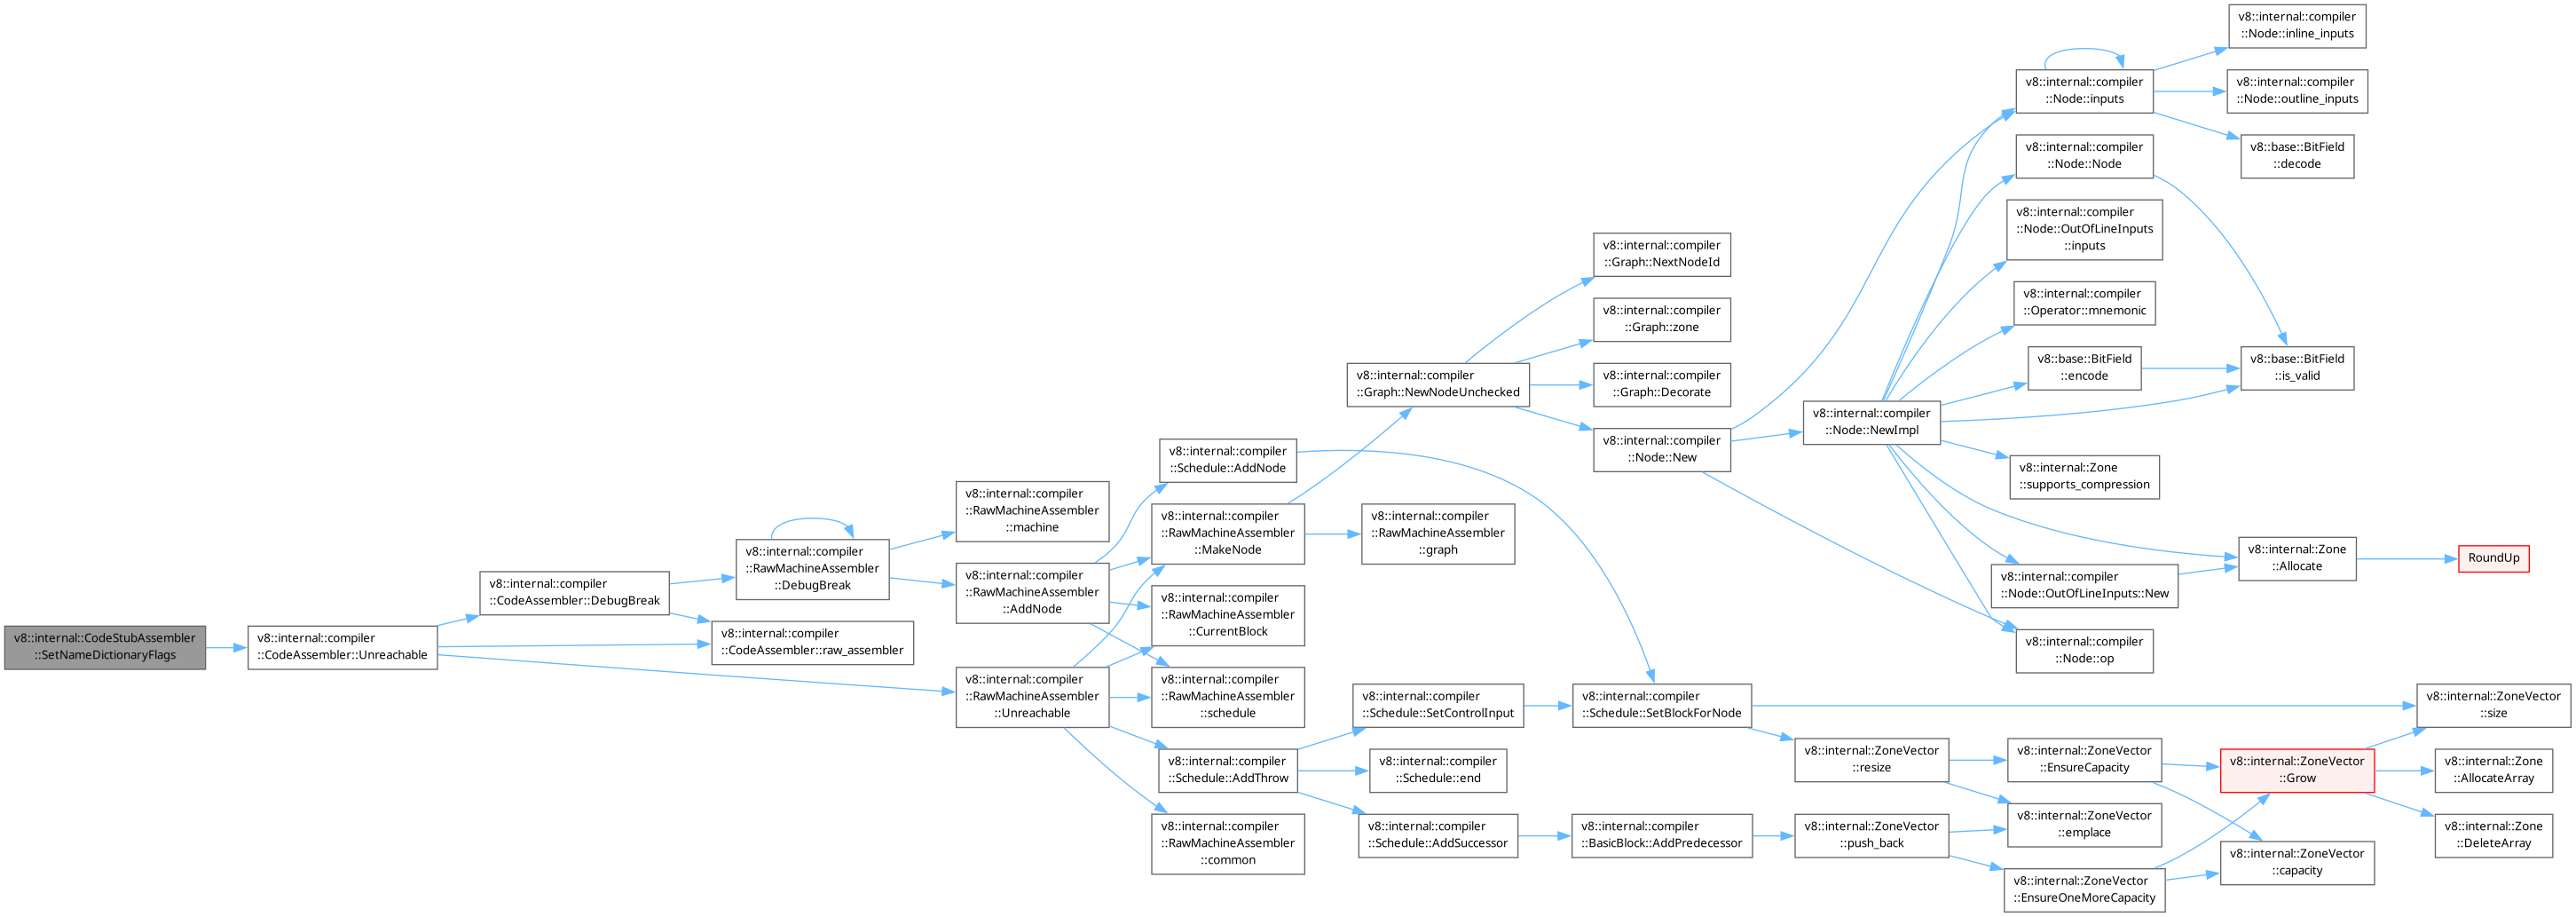 v8::internal::CodeStubAssembler
::SetNameDictionaryFlags
v8::internal::compiler
::CodeAssembler::Unreachable
v8::internal::compiler
::CodeAssembler::DebugBreak
v8::internal::compiler
::RawMachineAssembler
::DebugBreak
v8::internal::compiler
::CodeAssembler::raw_assembler
v8::internal::compiler
::RawMachineAssembler
::machine
v8::internal::compiler
::RawMachineAssembler
::AddNode
v8::internal::compiler
::RawMachineAssembler
::Unreachable
v8::internal::compiler
::Schedule::AddNode
v8::internal::compiler
::RawMachineAssembler
::MakeNode
v8::internal::compiler
::RawMachineAssembler
::CurrentBlock
v8::internal::compiler
::RawMachineAssembler
::schedule
v8::internal::compiler
::Schedule::AddThrow
v8::internal::compiler
::RawMachineAssembler
::common
v8::internal::compiler
::Graph::NewNodeUnchecked
v8::internal::compiler
::RawMachineAssembler
::graph
v8::internal::compiler
::Schedule::SetControlInput
v8::internal::compiler
::Schedule::end
v8::internal::compiler
::Schedule::AddSuccessor
v8::internal::compiler
::Graph::NextNodeId
v8::internal::compiler
::Graph::zone
v8::internal::compiler
::Graph::Decorate
v8::internal::compiler
::Node::New
v8::internal::compiler
::Schedule::SetBlockForNode
v8::internal::compiler
::BasicBlock::AddPredecessor
v8::internal::compiler
::Node::NewImpl
v8::internal::ZoneVector
::resize
v8::internal::ZoneVector
::push_back
v8::internal::compiler
::Node::inputs
v8::internal::compiler
::Node::Node
v8::internal::compiler
::Node::OutOfLineInputs
::inputs
v8::internal::compiler
::Operator::mnemonic
v8::base::BitField
::encode
v8::internal::Zone
::supports_compression
v8::internal::compiler
::Node::OutOfLineInputs::New
v8::internal::compiler
::Node::op
v8::internal::ZoneVector
::EnsureCapacity
v8::internal::ZoneVector
::emplace
v8::internal::ZoneVector
::EnsureOneMoreCapacity
v8::internal::compiler
::Node::inline_inputs
v8::internal::compiler
::Node::outline_inputs
v8::base::BitField
::decode
v8::base::BitField
::is_valid
v8::internal::Zone
::Allocate
v8::internal::ZoneVector
::Grow
v8::internal::ZoneVector
::capacity
RoundUp
v8::internal::ZoneVector
::size
v8::internal::Zone
::AllocateArray
v8::internal::Zone
::DeleteArray